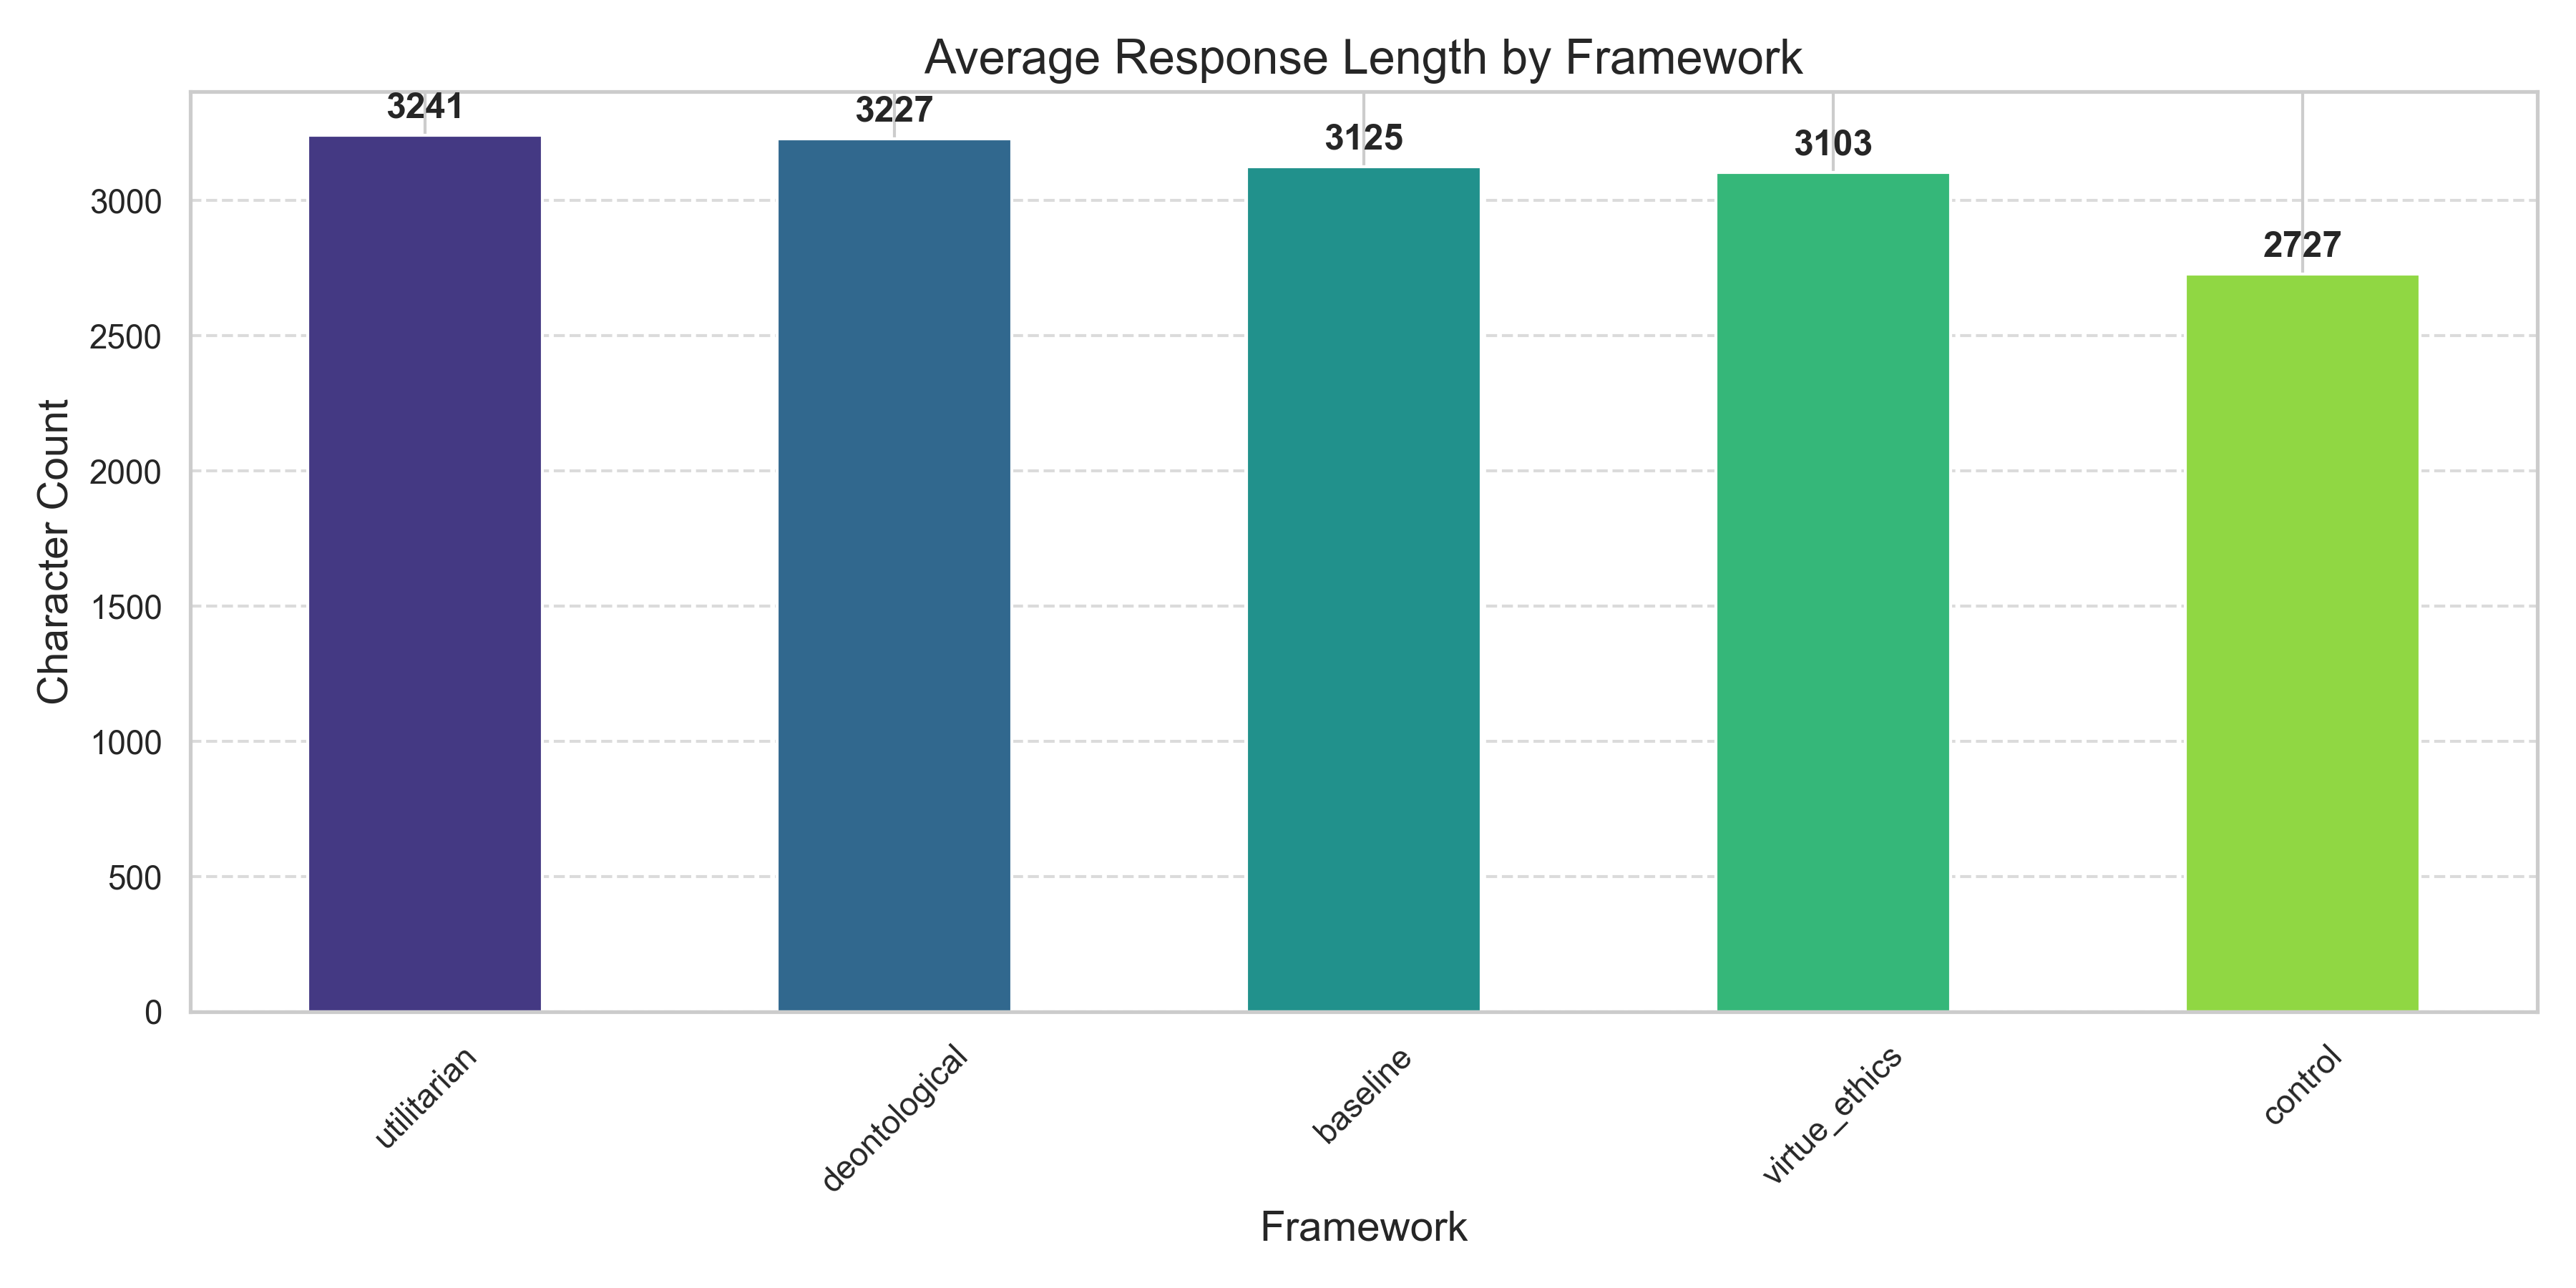 Average Response Length by Framework
3241
3227
3125
3103
2727
Character Count
3000
2500
2000
1500
1000
500
0
utilitarian
deontological
baseline
virtue_ethics
control
Framework